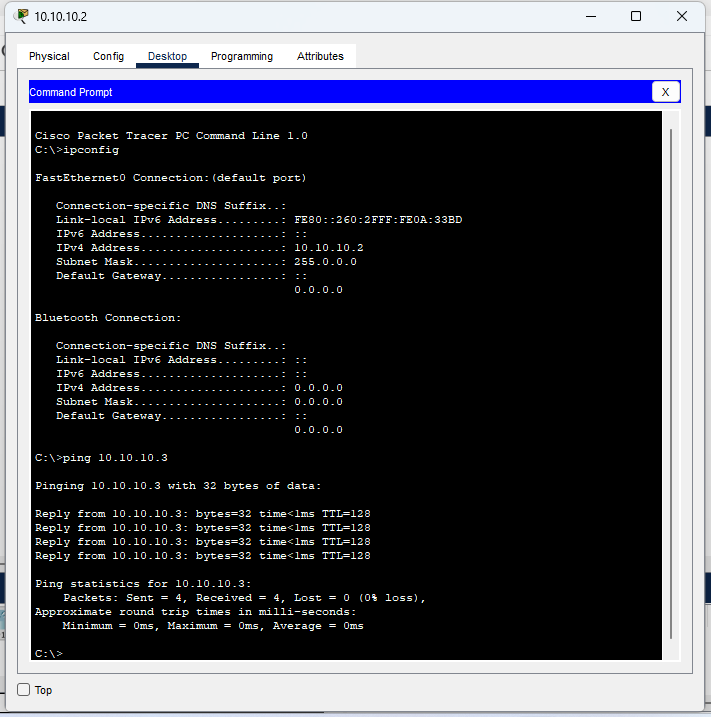 10.10.10.2
Physical Config Desktop Programming Attributes
Command Prompt X
Cisco Packet Tracer PC Command Line 1.0
C:\>ipconfig
FastEthernet0 Connection:(default port)
Connection-specific DNS Suffix..:
Link-local IPv6 Address.........: FE80::260:2FFF:FE0A:33BD
IPv6 Address....................: ::
IPv4 Address....................: 10.10.10.2
Subnet Mask.....................: 255.0.0.0
Default Gateway.................: ::
0.0.0.0
Bluetooth Connection:
Connection-specific DNS Suffix..:
Link-local IPv6 Address.........: ::
IPv6 Address....................: ::
IPv4 Address....................: 0.0.0.0
Subnet Mask.....................: 0.0.0.0
Default Gateway.................: ::
0.0.0.0
C:\>ping 10.10.10.3
Pinging 10.10.10.3 with 32 bytes of data:
Reply from 10.10.10.3: bytes=32 time<1ms TTL=128
Reply from 10.10.10.3: bytes=32 time<1ms TTL=128
Reply from 10.10.10.3: bytes=32 time<1ms TTL=128
Reply from 10.10.10.3: bytes=32 time<1ms TTL=128
Ping statistics for 10.10.10.3:
Packets: Sent = 4, Received = 4, Lost = 0 (0% loss),
Approximate round trip times in milli-seconds:
Minimum = 0ms, Maximum = 0ms, Average = 0ms
C:\>
Top